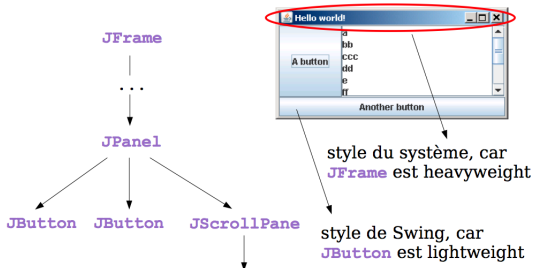 JFrame
...
JPanel
JButton JButton JScrollPane
Hello world!
A button
a
bb
ccc
dd
e
ff
Another button
style du système, car
JFrame est heavyweight
style de Swing, car
JButton est lightweight